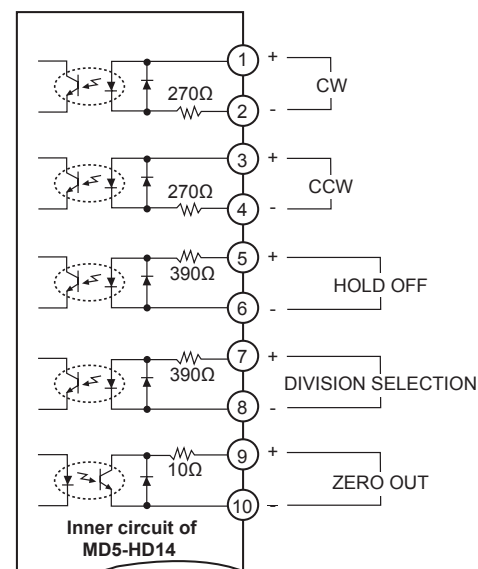 1 +
CW
270Ω
2 -
3 +
CCW
270Ω
4 -
5 +
390Ω
HOLD OFF
6 -
7 +
390Ω
DIVISION SELECTION
8 -
9 +
10Ω
ZERO OUT
10 -
Inner circuit of
MD5-HD14